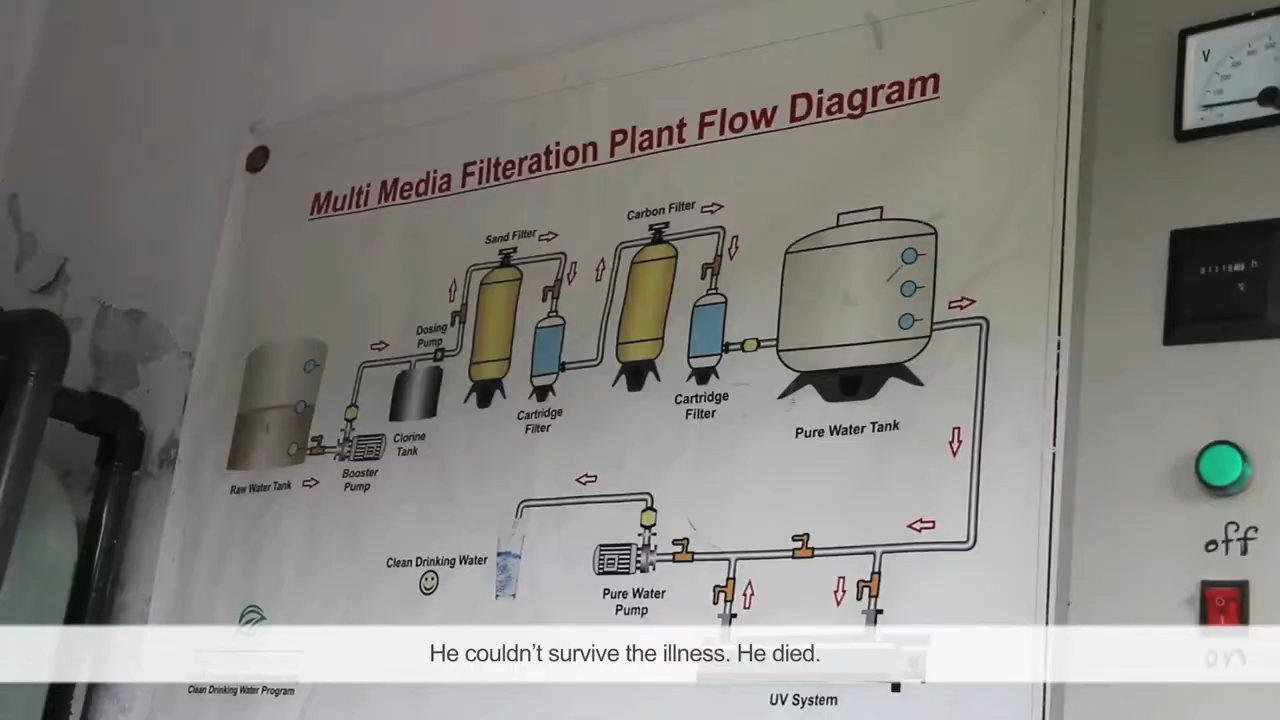 Multi Media Filteration Plant Flow Diagram
Sand Filter
Carbon Filter
Dosing
Pump
Cartridge
Filter
Cartridge
Filter
Pure Water Tank
Clorine
Tank
Booster
Pump
Raw Water Tank
Clean Drinking Water
Pure Water
Pump
UV System
Clean Drinking Water Program
V
off
on
He couldn't survive the illness. He died.